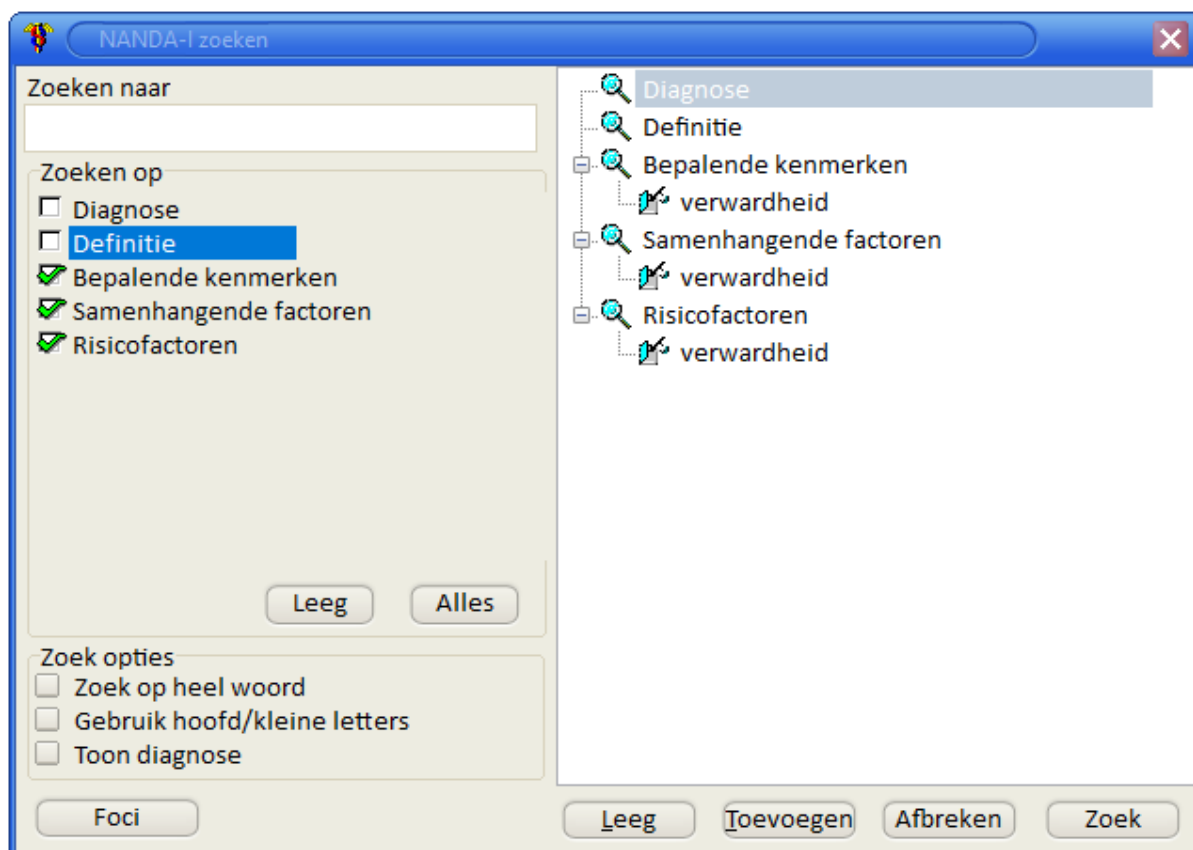 NANDA-I zoeken
Zoeken naar
Zoeken op
Diagnose
Definitie
Bepalende kenmerken
Samenhangende factoren
Risicofactoren
Leeg
Alles
Zoek opties
Zoek op heel woord
Gebruik hoofd/kleine letters
Toon diagnose
Foci
Diagnose
Definitie
Bepalende kenmerken
verwardheid
Samenhangende factoren
verwardheid
Risicofactoren
verwardheid
Leeg
Toevoegen
Afbreken
Zoek